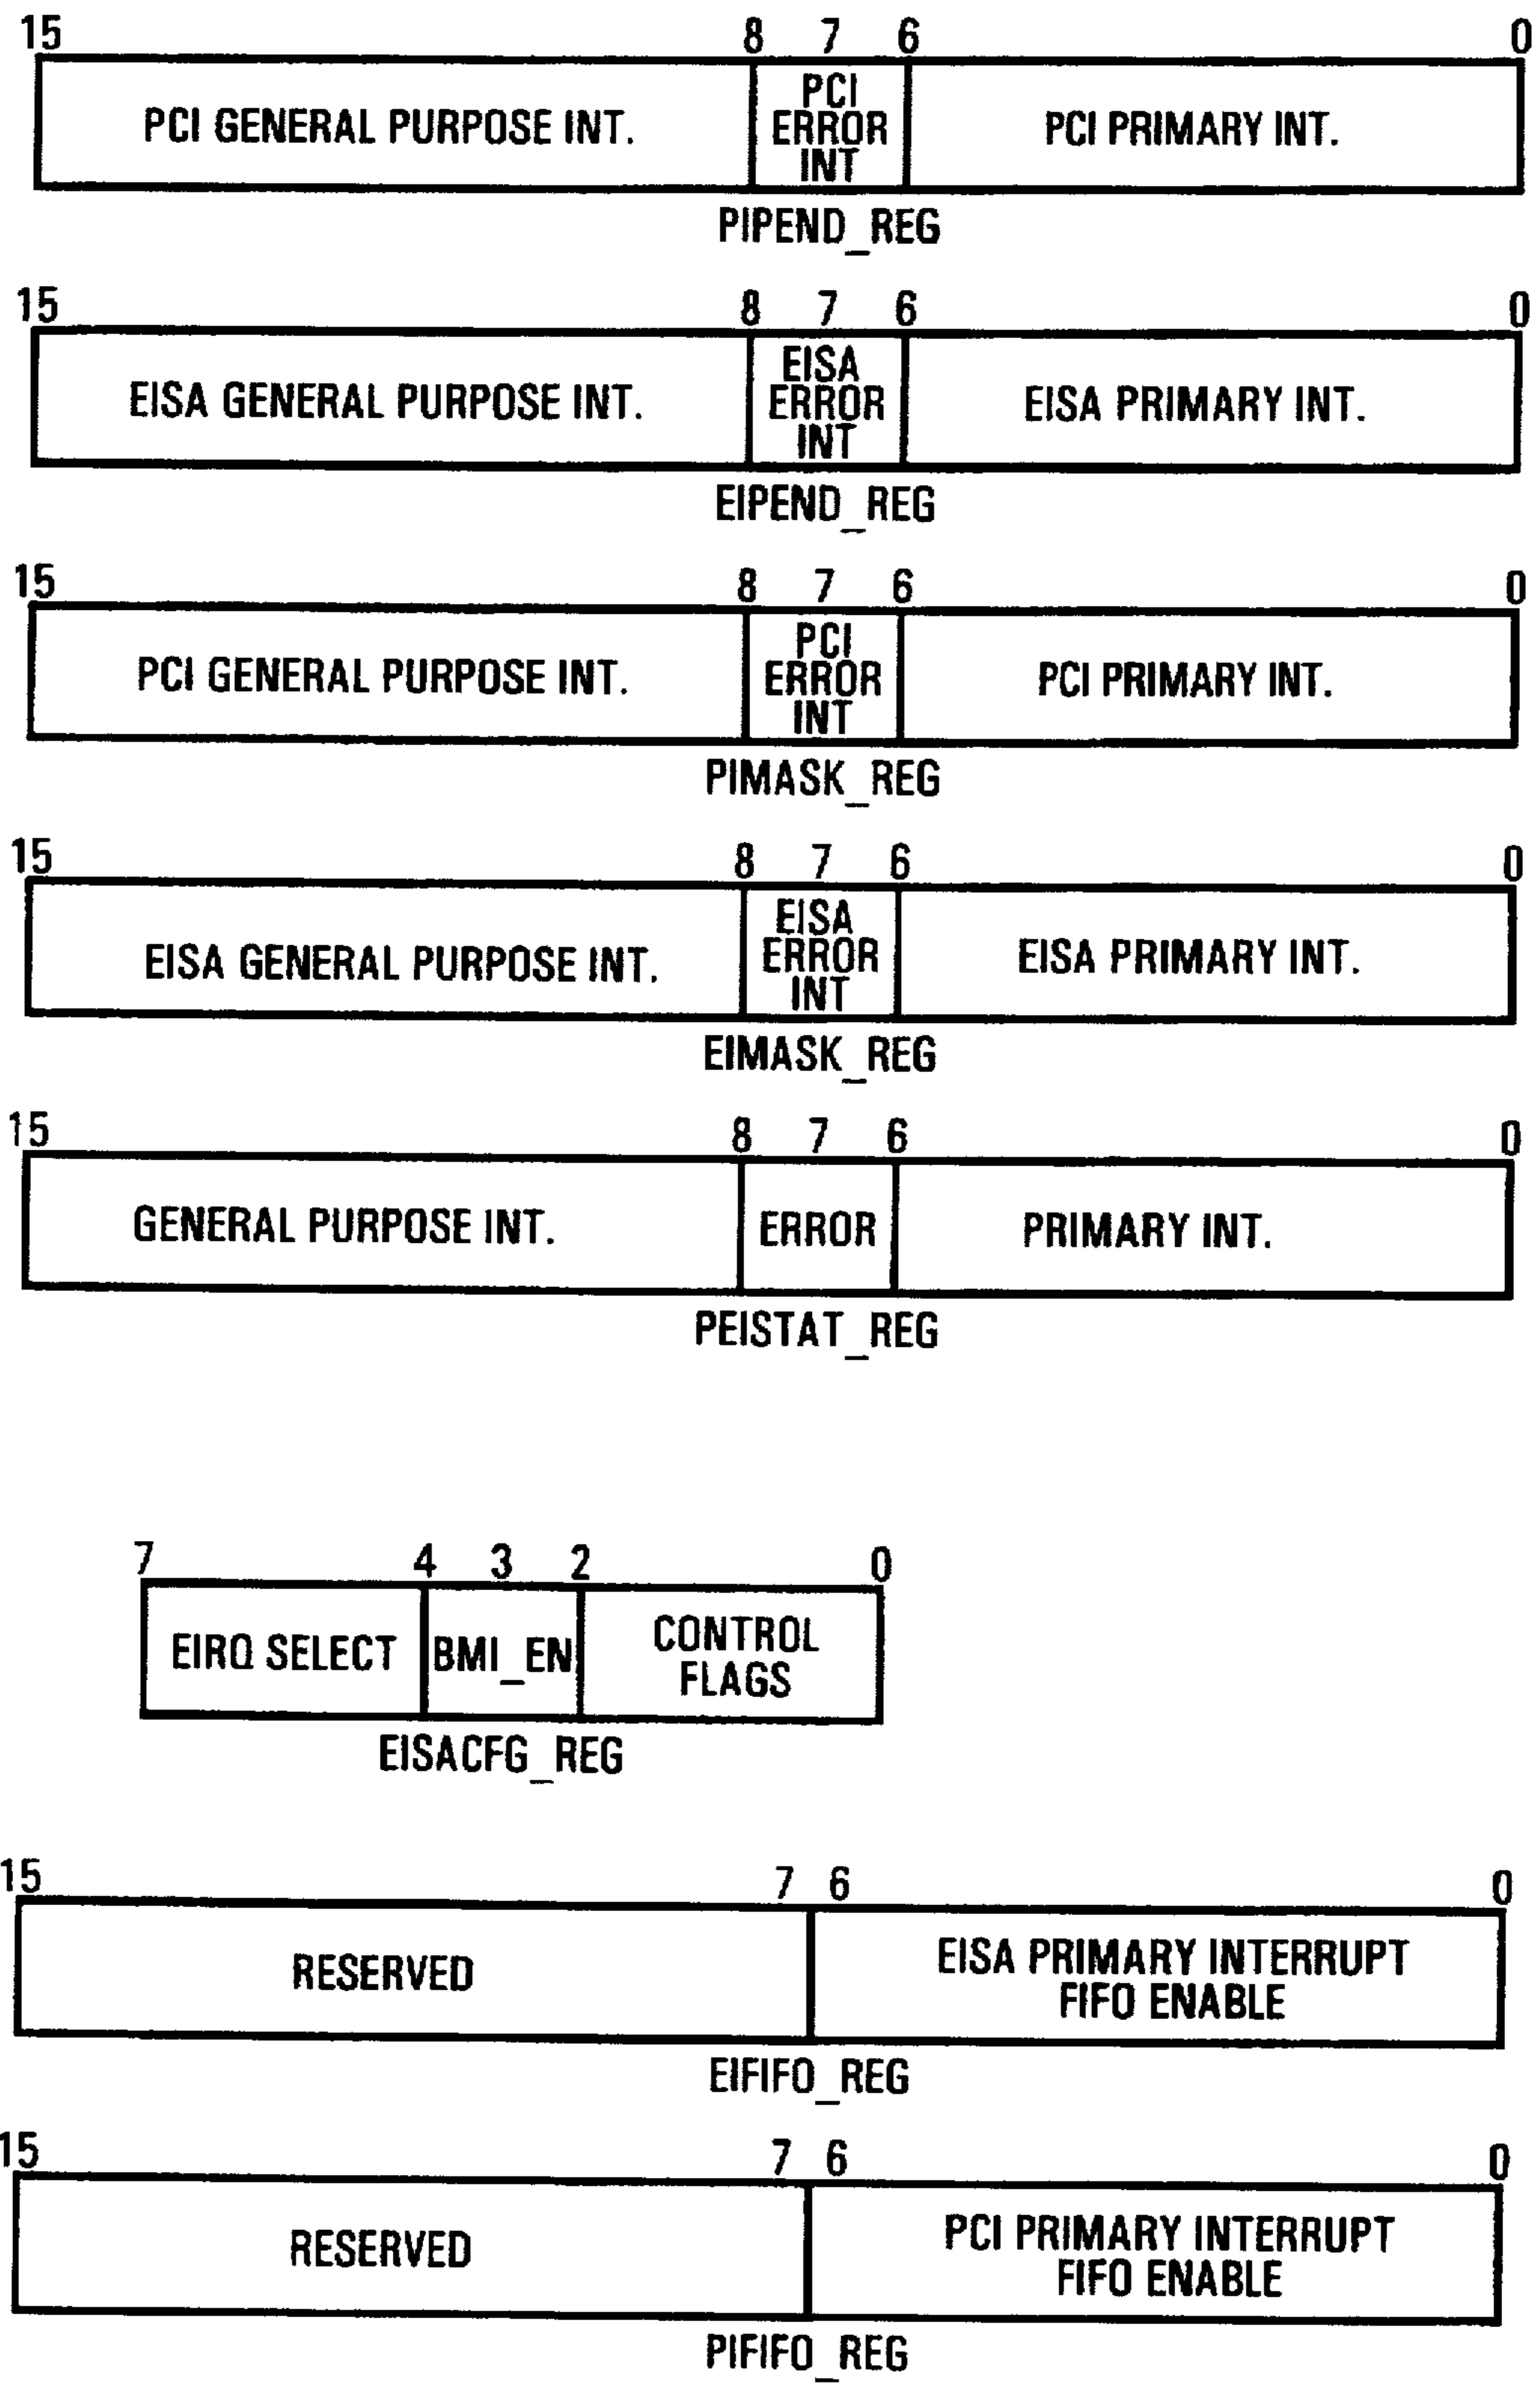 15 8 7 6 0
PCI GENERAL PURPOSE INT. PCI ERROR INT PCI PRIMARY INT.
PIPEND_REG
15 8 7 6 0
EISA GENERAL PURPOSE INT. EISA ERROR INT EISA PRIMARY INT.
EIPEND_REG
15 8 7 6 0
PCI GENERAL PURPOSE INT. PCI ERROR INT PCI PRIMARY INT.
PIMASK_REG
15 8 7 6 0
EISA GENERAL PURPOSE INT. EISA ERROR INT EISA PRIMARY INT.
EIMASK_REG
15 8 7 6 0
GENERAL PURPOSE INT. ERROR PRIMARY INT.
PEISTAT_REG
7 4 3 2 0
EIRQ SELECT BMI_EN CONTROL FLAGS
EISACFG_REG
15 7 6 0
RESERVED EISA PRIMARY INTERRUPT
FIFO ENABLE
EIFIFO_REG
15 7 6 0
RESERVED PCI PRIMARY INTERRUPT
FIFO ENABLE
PIFIFO_REG